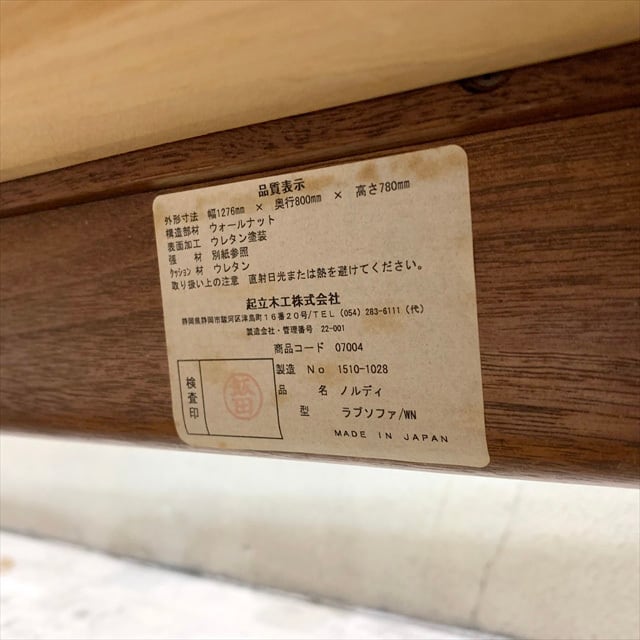 品質表示
外形寸法 幅1276mm × 奥行800mm × 高さ780mm
構造部材 ウォールナット
表面加工 ウレタン塗装
張 材 別紙参照
クッション材 ウレタン
取り扱い上の注意 直射日光または熱を避けてください。
起立木工株式会社
静岡県静岡市駿河区津島町16番20号/TEL (054) 283-6111 (代)
製造会社・管理番号 22-001
商品コード 07004
製造 No 1510-1028
品 名 ノルディ
型 ラブソファ/WN
MADE IN JAPAN
検査印